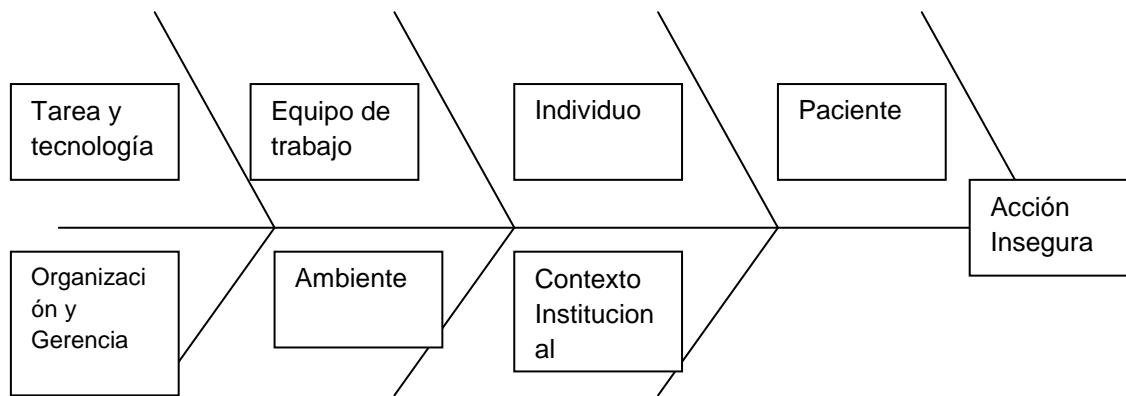 Tarea y
tecnología
Equipo de
trabajo
Individuo
Paciente
Acción
Insegura
Organizaci
ón y
Gerencia
Ambiente
Contexto
Institucion
al